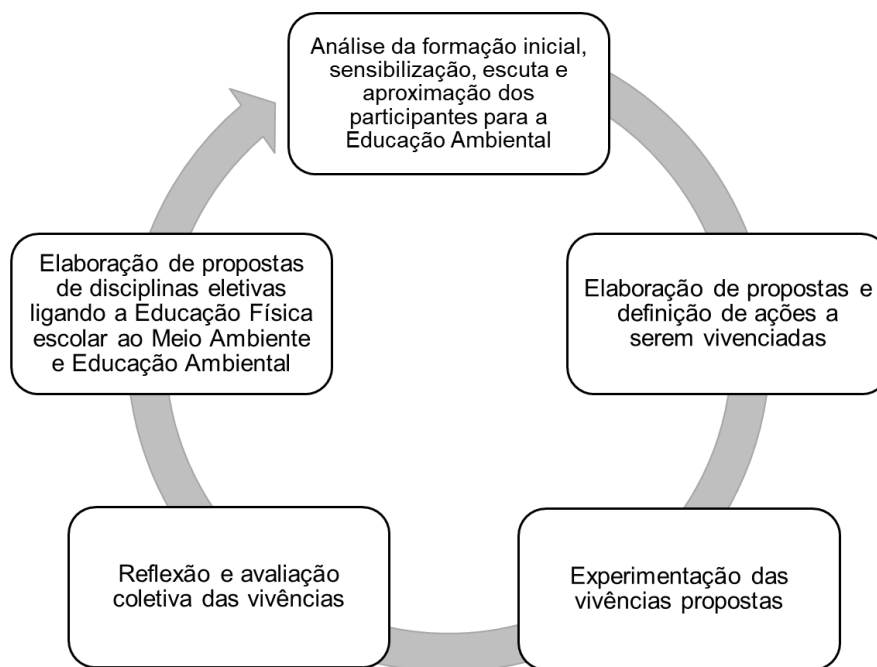 Análise da formação inicial,
sensibilização, escuta e
aproximação dos
participantes para a
Educação Ambiental
Elaboração de propostas e
definição de ações a
serem vivenciadas
Experimentação das
vivências propostas
Reflexão e avaliação
coletiva das vivências
Elaboração de propostas
de disciplinas eletivas
ligando a Educação Física
escolar ao Meio Ambiente
e Educação Ambiental